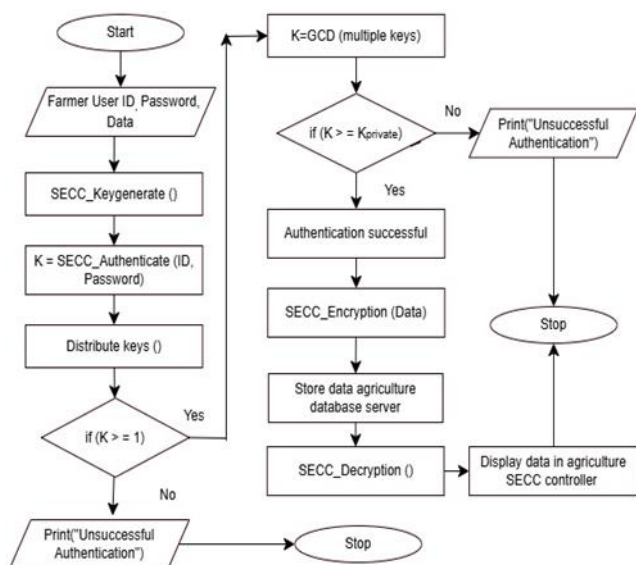 Start
Farmer User ID, Password,
Data
SECC_Keygenerate ()
K = SECC_Authenticate (ID,
Password)
Distribute keys ()
if (K > = 1)
Yes
No
Print("Unsuccessful
Authentication")
Stop
K=GCD (multiple keys)
if (K > = Kprivate)
No
Print("Unsuccessful
Authentication")
Yes
Authentication successful
SECC_Encryption (Data)
Store data agriculture
database server
SECC_Decryption ()
Display data in agriculture
SECC controller
Stop